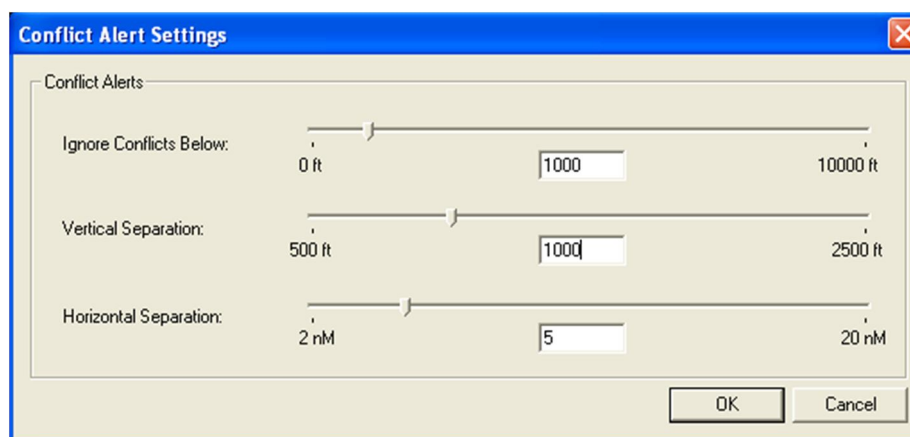 Conflict Alert Settings
Conflict Alerts
Ignore Conflicts Below:
0 ft 1000 10000 ft
Vertical Separation:
500 ft 1000 2500 ft
Horizontal Separation:
2 nM 5 20 nM
OK Cancel